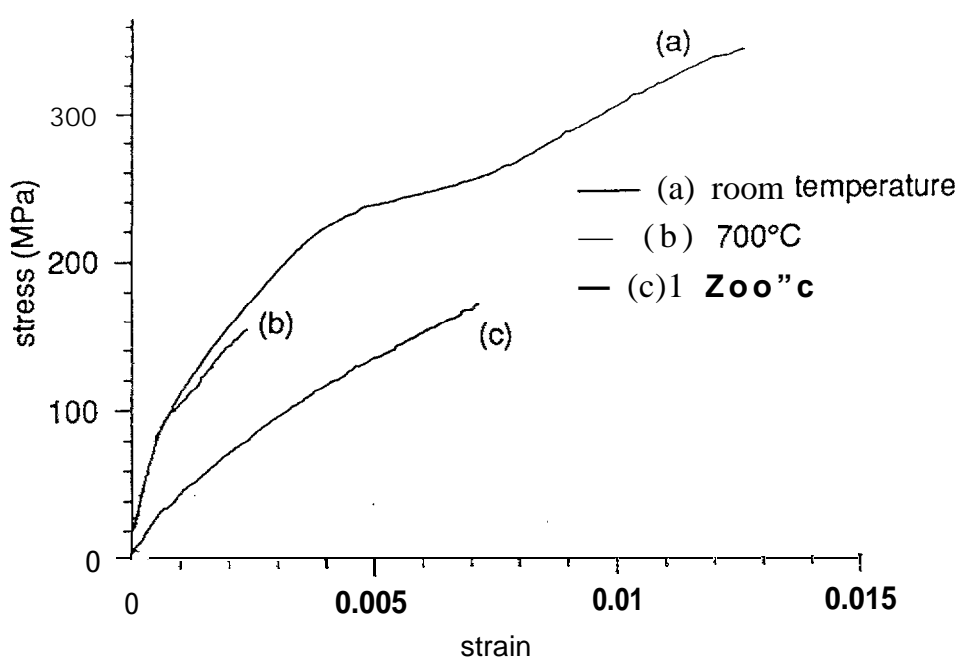 (a)
300
stress (MPa)
(a) room temperature
(b) 700°C
200
(c)1 Zoo”c
(b)
(c)
100
0
0 0.005 0.01 0.015
strain